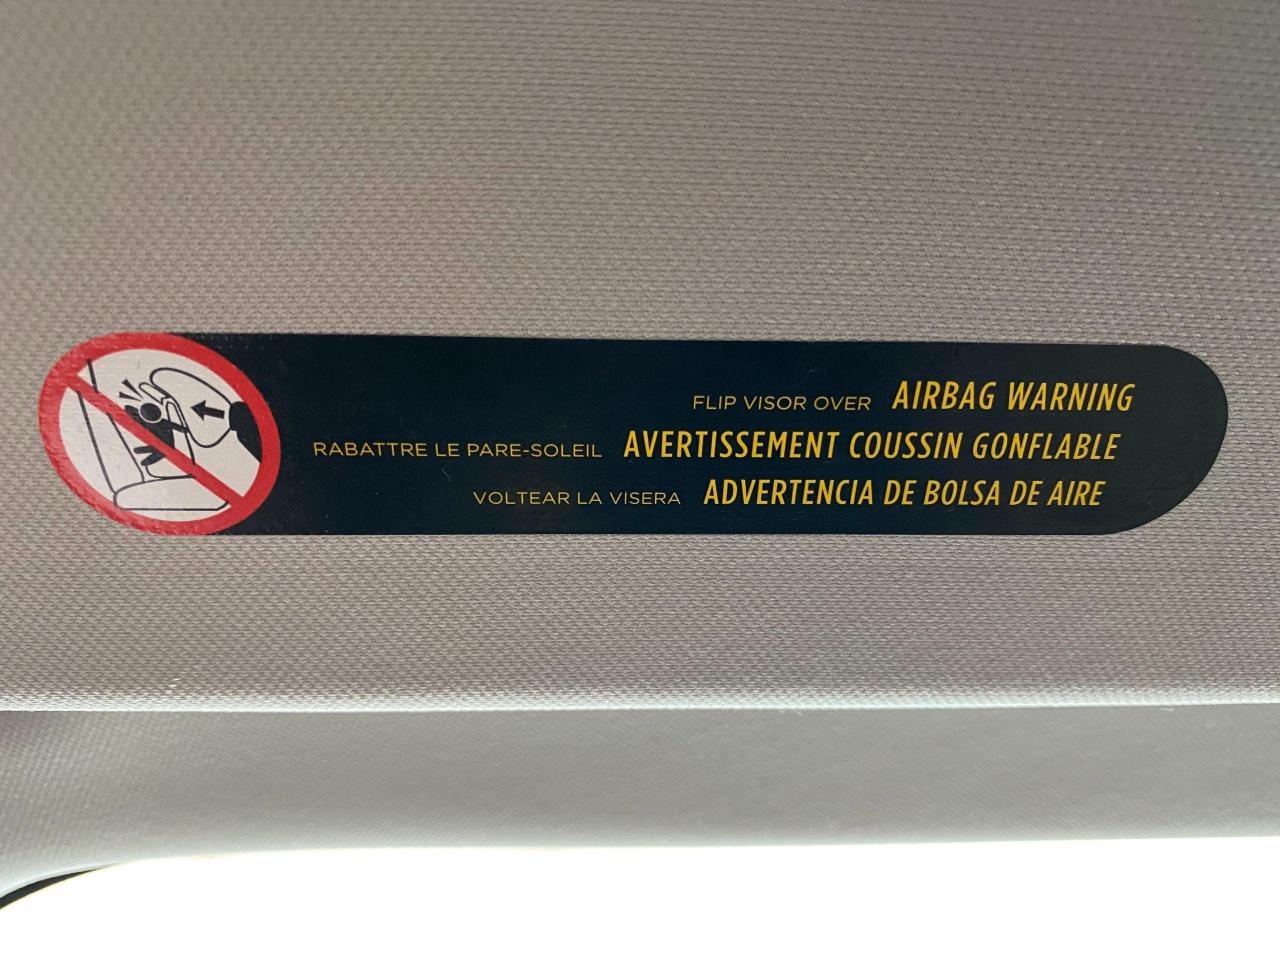 FLIP VISOR OVER AIRBAG WARNING
RABATTRE LE PARE-SOLEIL AVERTISSEMENT COUSSIN GONFLABLE
VOLTEAR LA VISERA ADVERTENCIA DE BOLSA DE AIRE